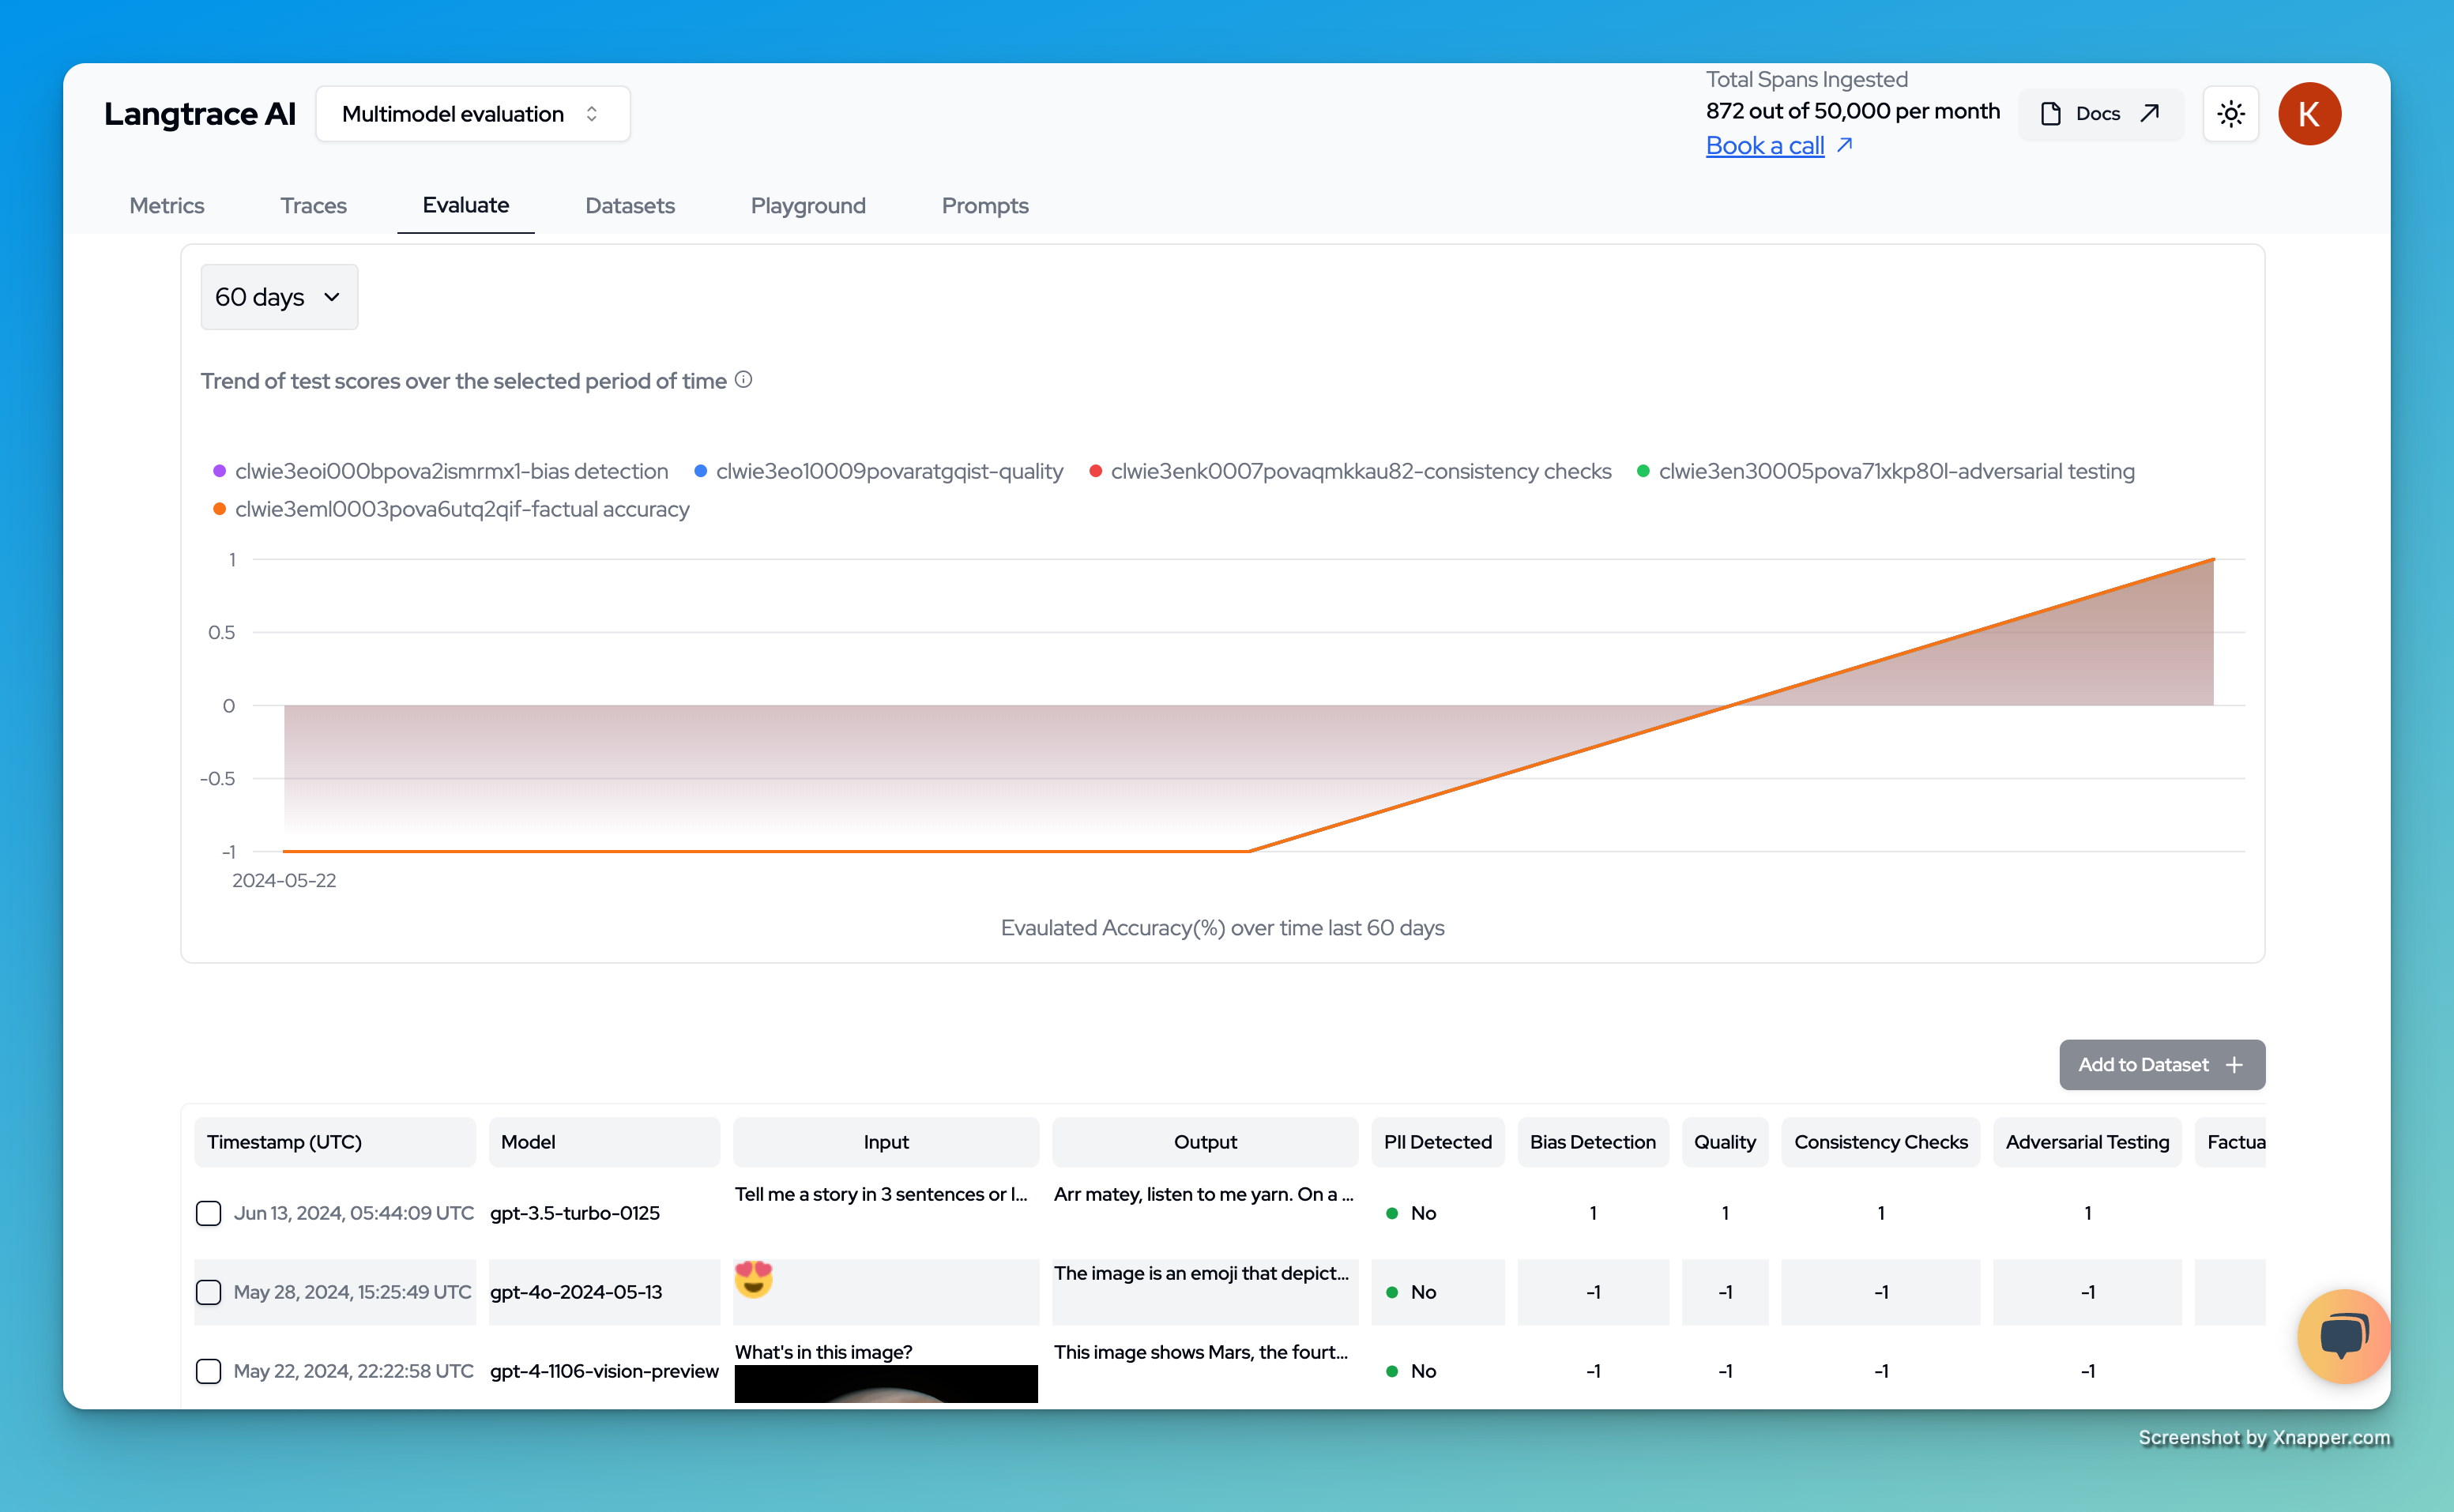 Langtrace AI
Multimodel evaluation
Total Spans Ingested
872 out of 50,000 per month
Book a call
Docs
K
Metrics Traces Evaluate Datasets Playground Prompts
60 days
Trend of test scores over the selected period of time
clwie3eoi000bpova2ismrmx1-bias detection clwie3eo10009povaratgqist-quality clwie3enk0007povaqmkkau82-consistency checks clwie3en30005pova71xkp80l-adversarial testing
clwie3eml0003pova6utq2qif-factual accuracy
1
0.5
0
-0.5
-1
2024-05-22
Evaulated Accuracy(%) over time last 60 days
Add to Dataset
Timestamp (UTC) Model Input Output PII Detected Bias Detection Quality Consistency Checks Adversarial Testing Factua
Jun 13, 2024, 05:44:09 UTC gpt-3.5-turbo-0125 Tell me a story in 3 sentences or l... Arr matey, listen to me yarn. On a ... No 1 1 1 1
May 28, 2024, 15:25:49 UTC gpt-4o-2024-05-13 The image is an emoji that depict... No -1 -1 -1 -1
May 22, 2024, 22:22:58 UTC gpt-4-1106-vision-preview What's in this image? This image shows Mars, the fourt... No -1 -1 -1 -1
Screenshot by Xnapper.com